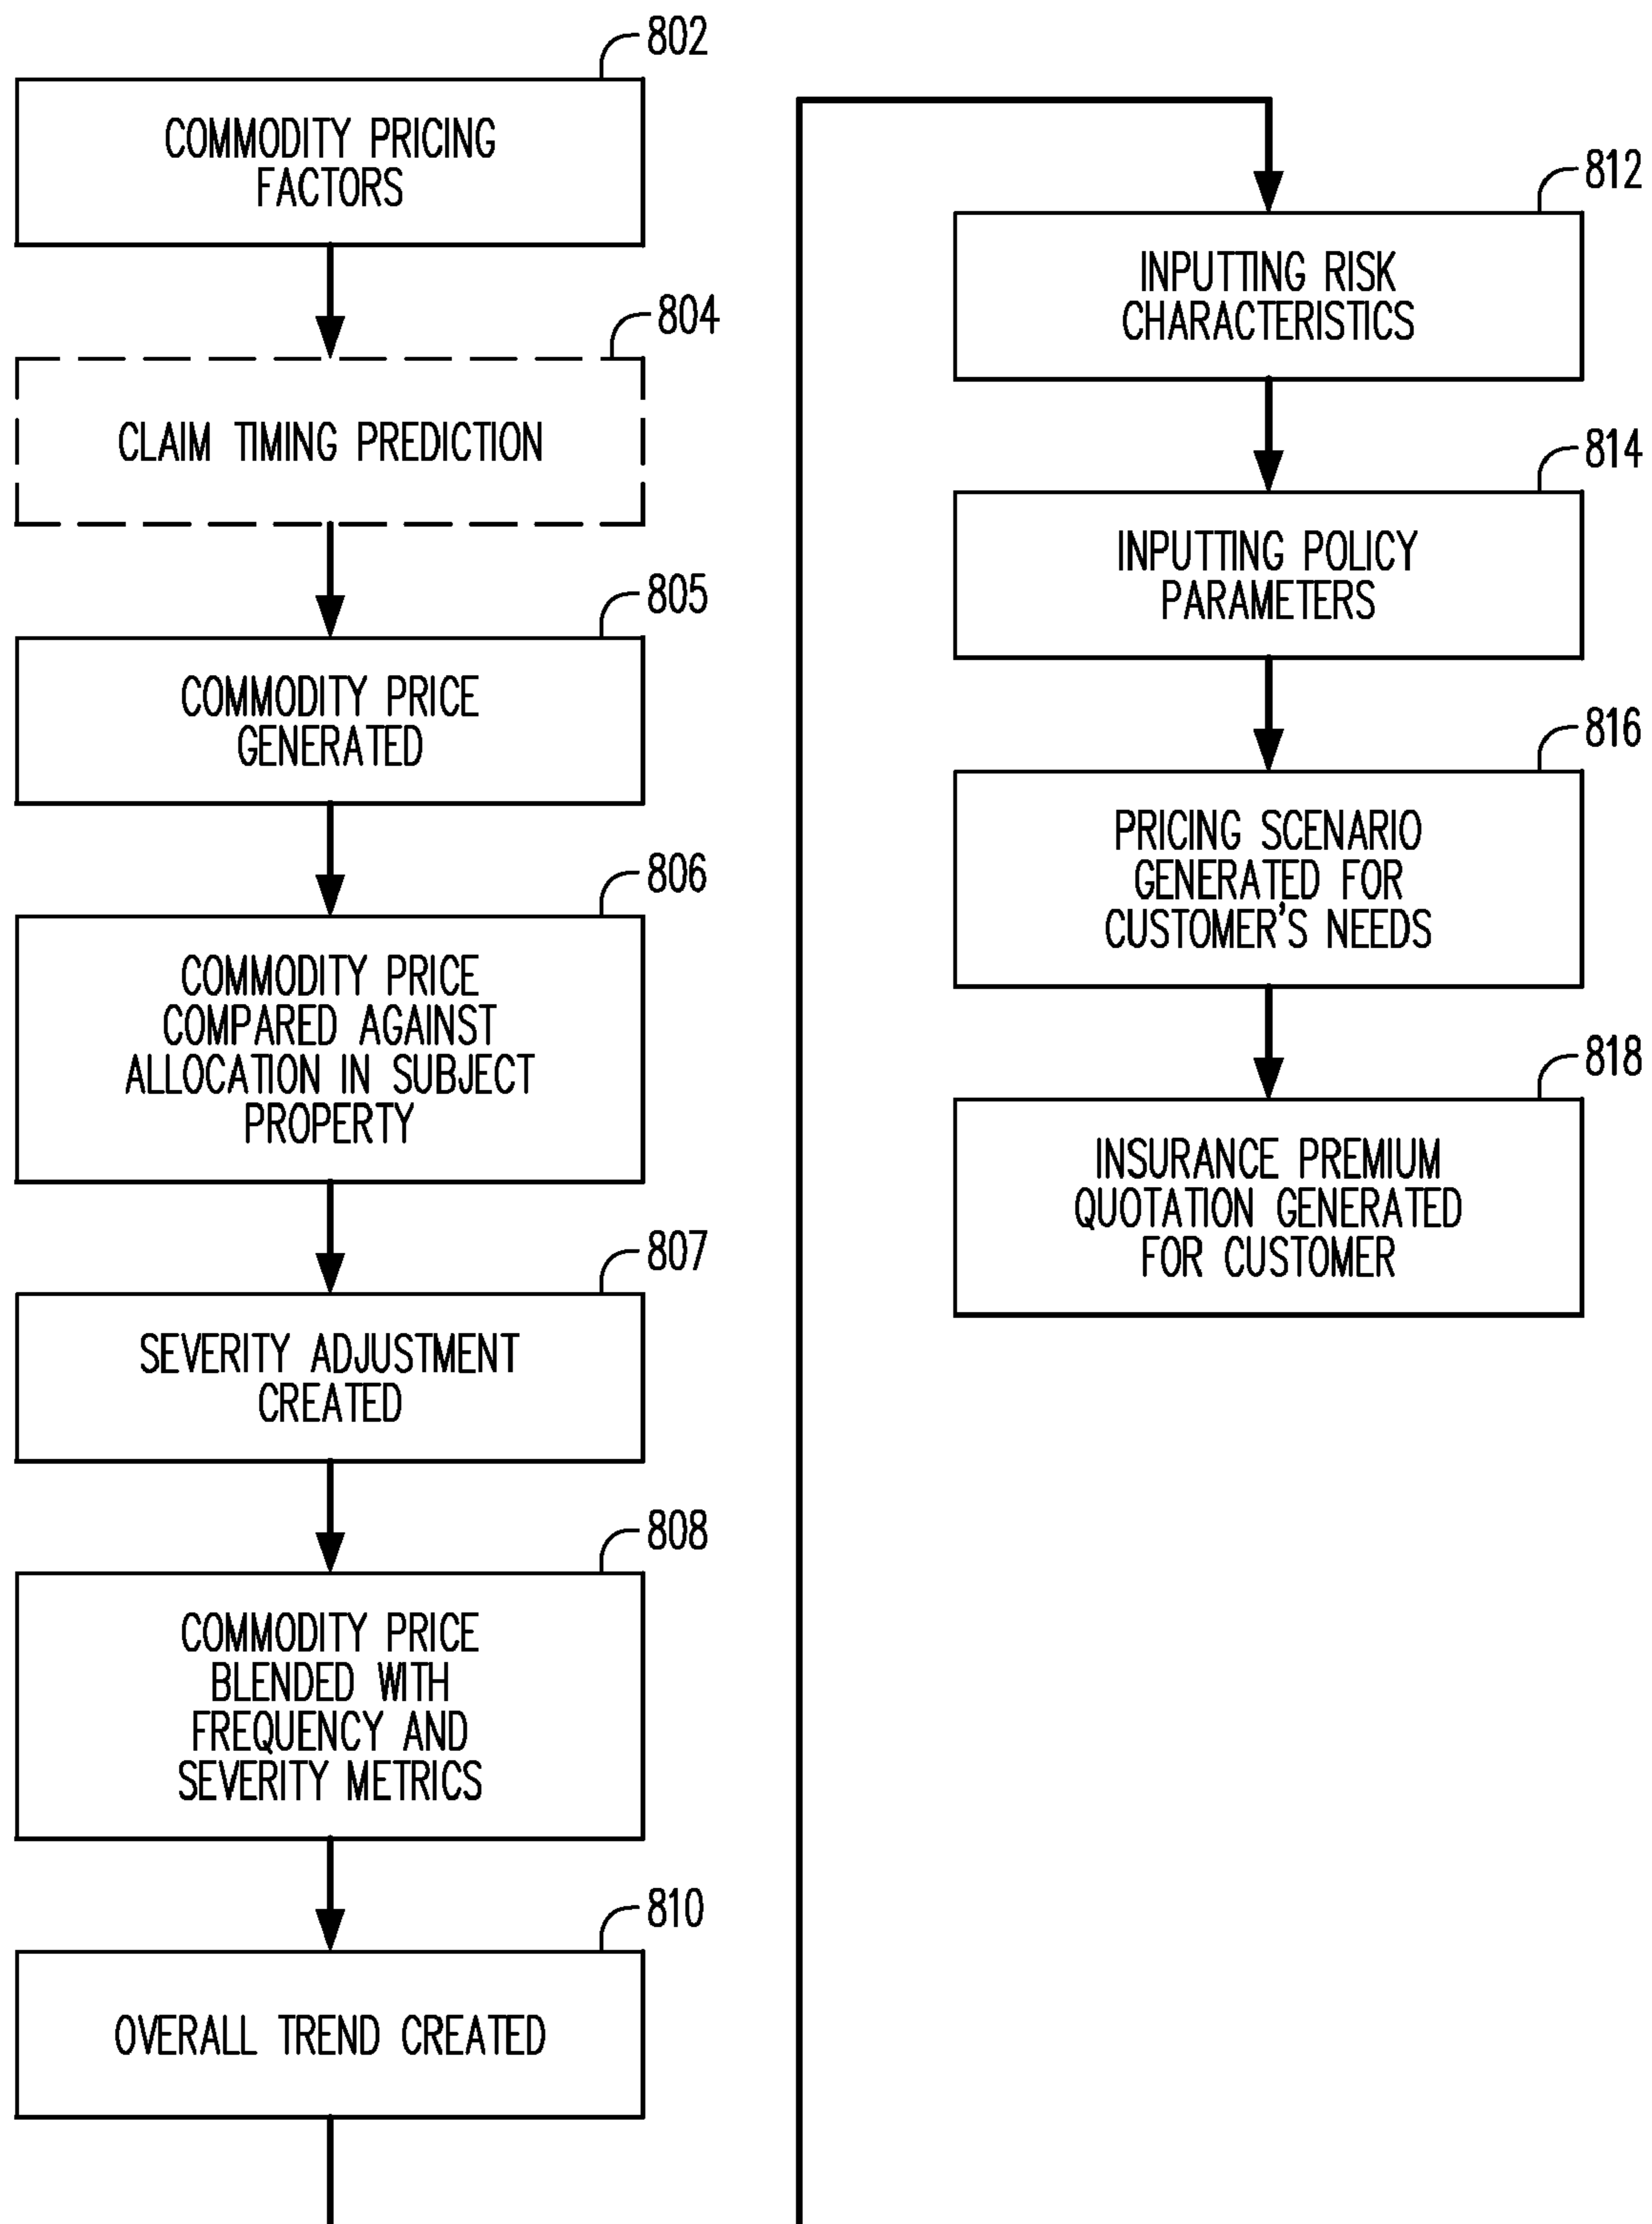 802
COMMODITY PRICING
FACTORS
804
CLAIM TIMING PREDICTION
805
COMMODITY PRICE
GENERATED
806
COMMODITY PRICE
COMPARED AGAINST
ALLOCATION IN SUBJECT
PROPERTY
807
SEVERITY ADJUSTMENT
CREATED
808
COMMODITY PRICE
BLENDED WITH
FREQUENCY AND
SEVERITY METRICS
810
OVERALL TREND CREATED
812
INPUTTING RISK
CHARACTERISTICS
814
INPUTTING POLICY
PARAMETERS
816
PRICING SCENARIO
GENERATED FOR
CUSTOMER'S NEEDS
818
INSURANCE PREMIUM
QUOTATION GENERATED
FOR CUSTOMER